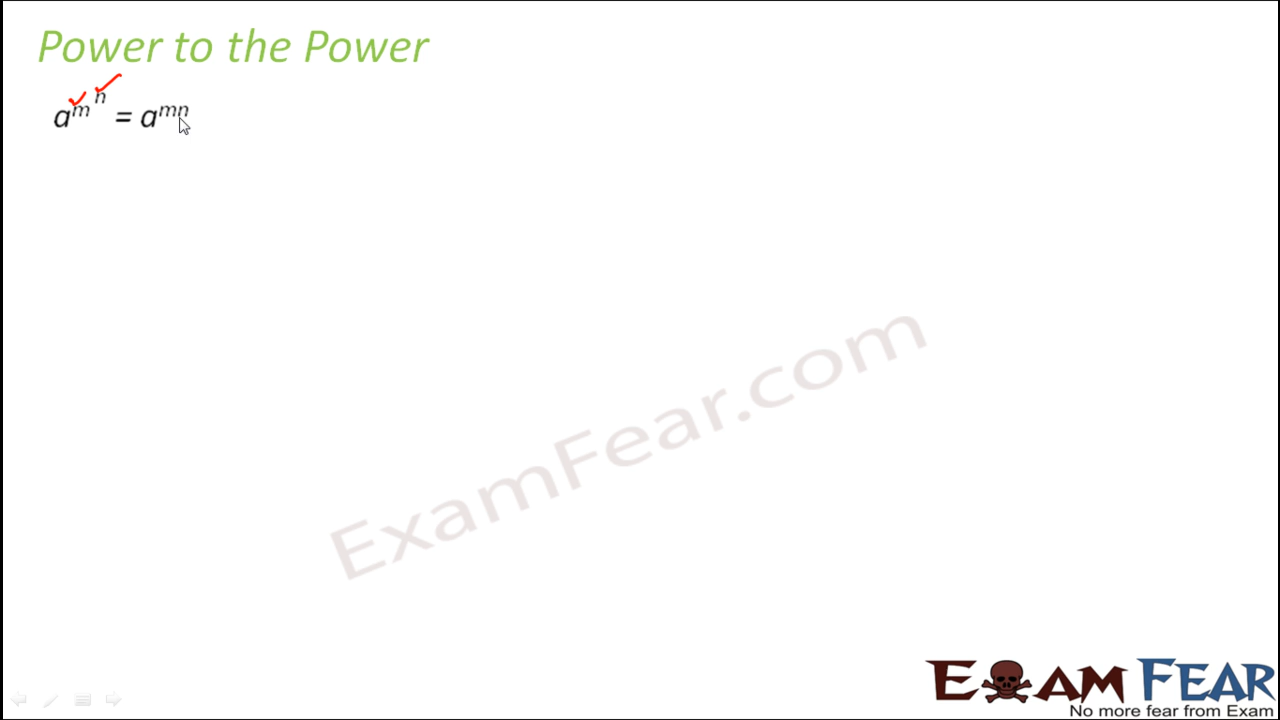 Power to the Power
a^m^n = a^mn
ExamFear.com
EXAM FEAR
No more fear from Exam